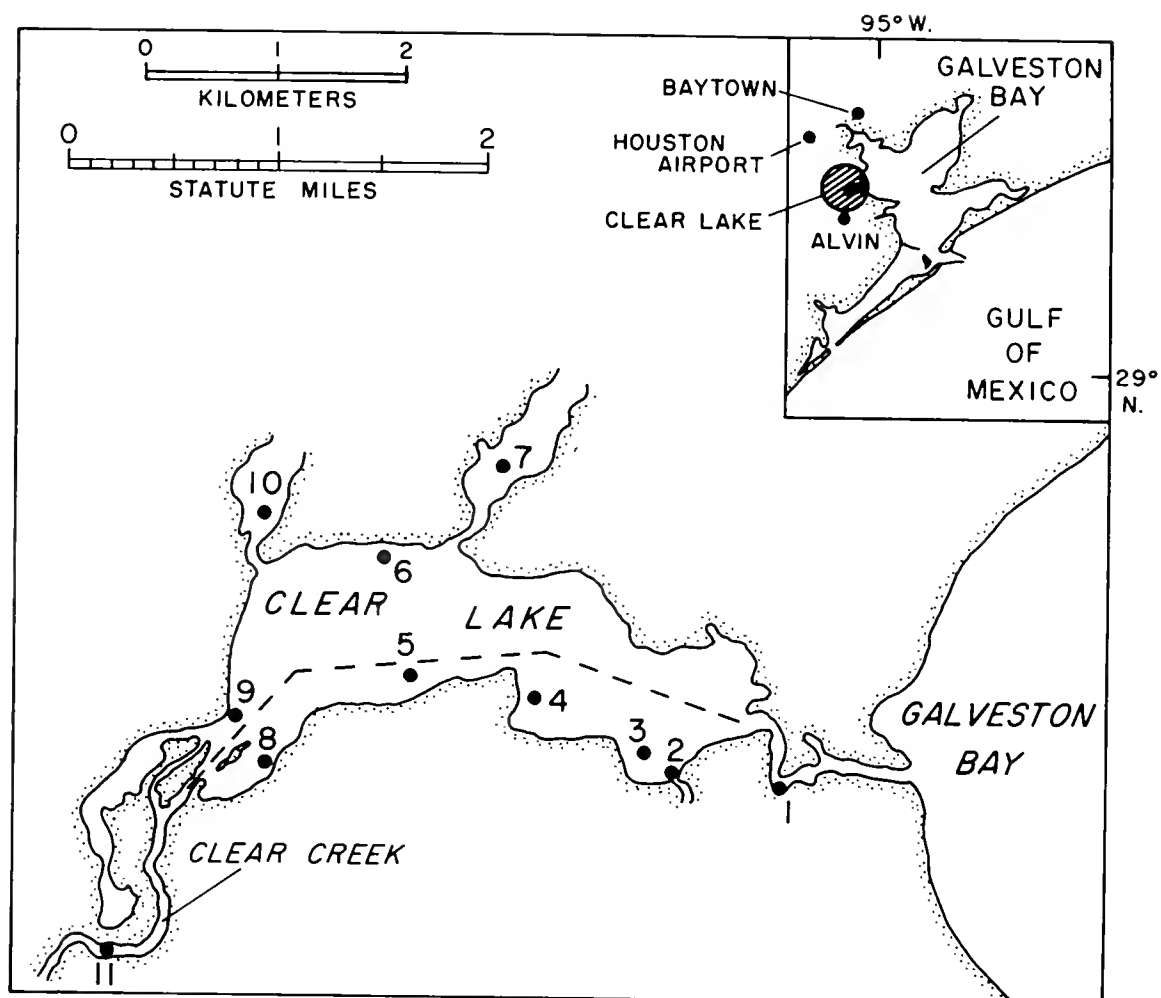 0 1 2
KILOMETERS
0 1 2
STATUTE MILES
95° W.
GALVESTON
BAY
BAYTOWN
HOUSTON
AIRPORT
CLEAR LAKE
ALVIN
GULF
OF
MEXICO
29°
N.
10
7
6
CLEAR
LAKE
5
4
9
8
3
2
1
GALVESTON
BAY
CLEAR CREEK
11